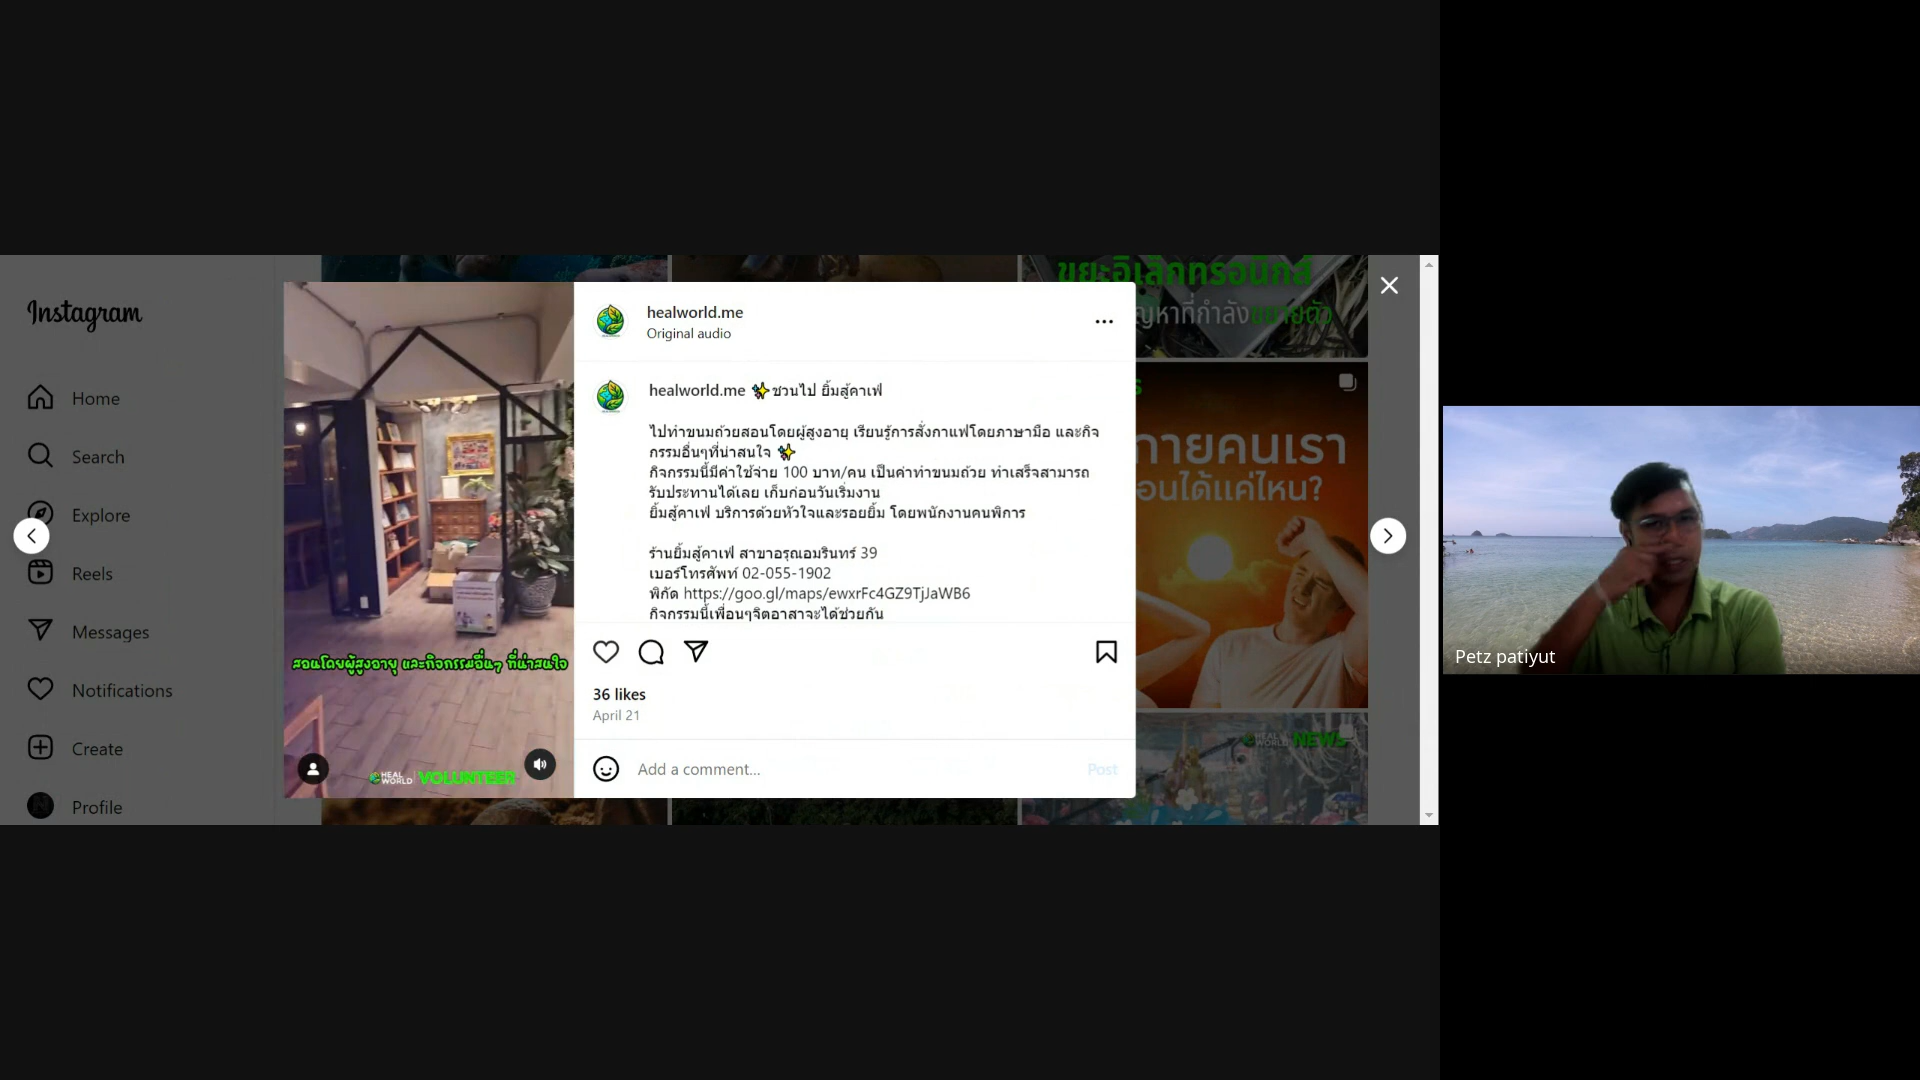 Instagram
Home
Search
Explore
Reels
Messages
Notifications
Create
Profile
สอนโดยผู้สูงอายุ และกิจกรรมอื่นๆ ที่น่าสนใจ
HEAL WORLD VOLUNTEER
healworld.me
Original audio
healworld.me ✨ชวนไป ยิ้มสู้คาเฟ่
ไปทำขนมถ้วยสอนโดยผู้สูงอายุ เรียนรู้การสั่งกาแฟโดยภาษามือ และกิจ
กรรมอื่นๆที่น่าสนใจ ✨
กิจกรรมนี้มีค่าใช้จ่าย 100 บาท/คน เป็นค่าทำขนมถ้วย ทำเสร็จสามารถ
รับประทานได้เลย เก็บก่อนวันเริ่มงาน
ยิ้มสู้คาเฟ่ บริการด้วยหัวใจและรอยยิ้ม โดยพนักงานคนพิการ
ร้านยิ้มสู้คาเฟ่ สาขาอรุณอมรินทร์ 39
เบอร์โทรศัพท์ 02-055-1902
พิกัด https://goo.gl/maps/ewxrFc4GZ9TjJaWB6
กิจกรรมนี้เพื่อนๆจิตอาสาจะได้ช่วยกัน
36 likes
April 21
Add a comment...
Post
ขยะอิเล็กทรอนิกส์
ญหาที่กำลังขยายตัว
กายคนเรา
อนได้แค่ไหน?
HEAL WORLD NEWS
Petz patiyut